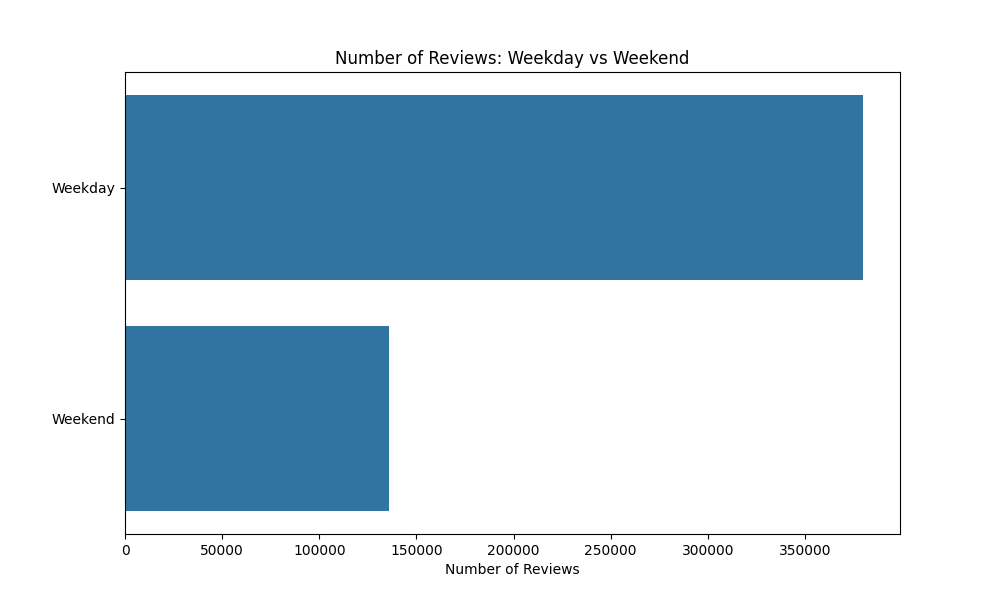 Number of Reviews: Weekday vs Weekend
Weekday
Weekend
0 50000 100000 150000 200000 250000 300000 350000
Number of Reviews